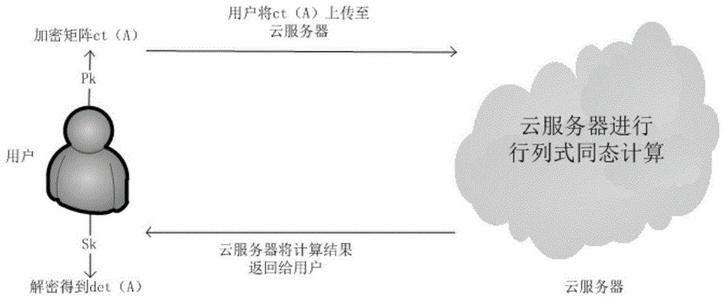 加密矩阵ct（A）
用户将ct（A）上传至
云服务器
Pk
云服务器进行
行列式同态计算
用户
Sk
云服务器将计算结果
返回给用户
解密得到det（A）
云服务器